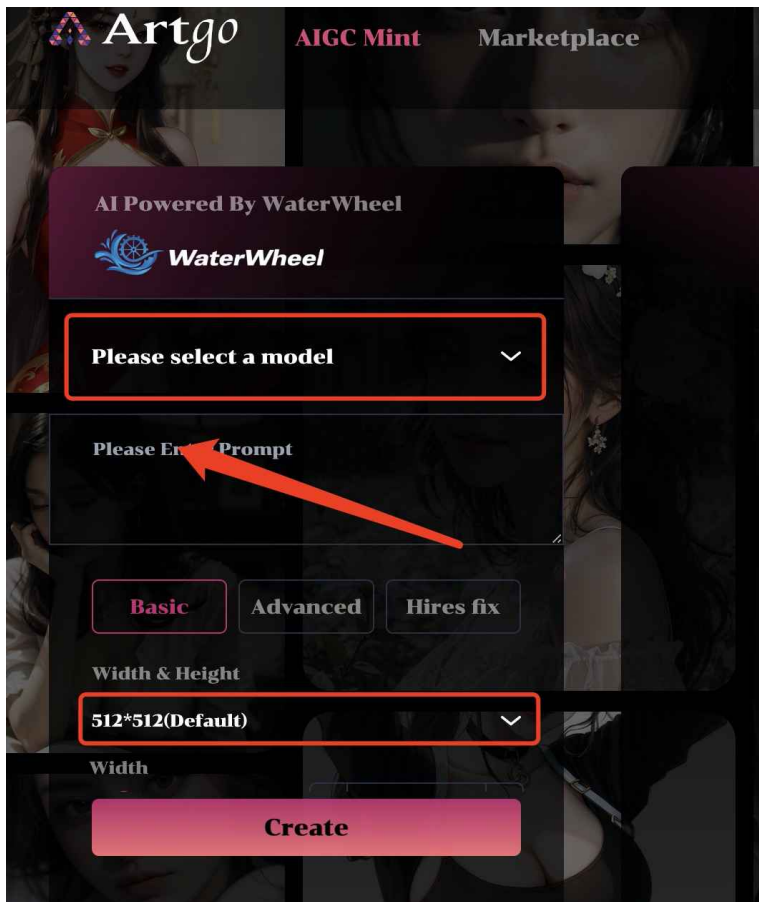 Artgo
AIGC Mint
Marketplace
AI Powered By WaterWheel
WaterWheel
Please select a model
Please Prompt
Basic
Advanced
Hires fix
Width & Height
512*512(Default)
Width
Create